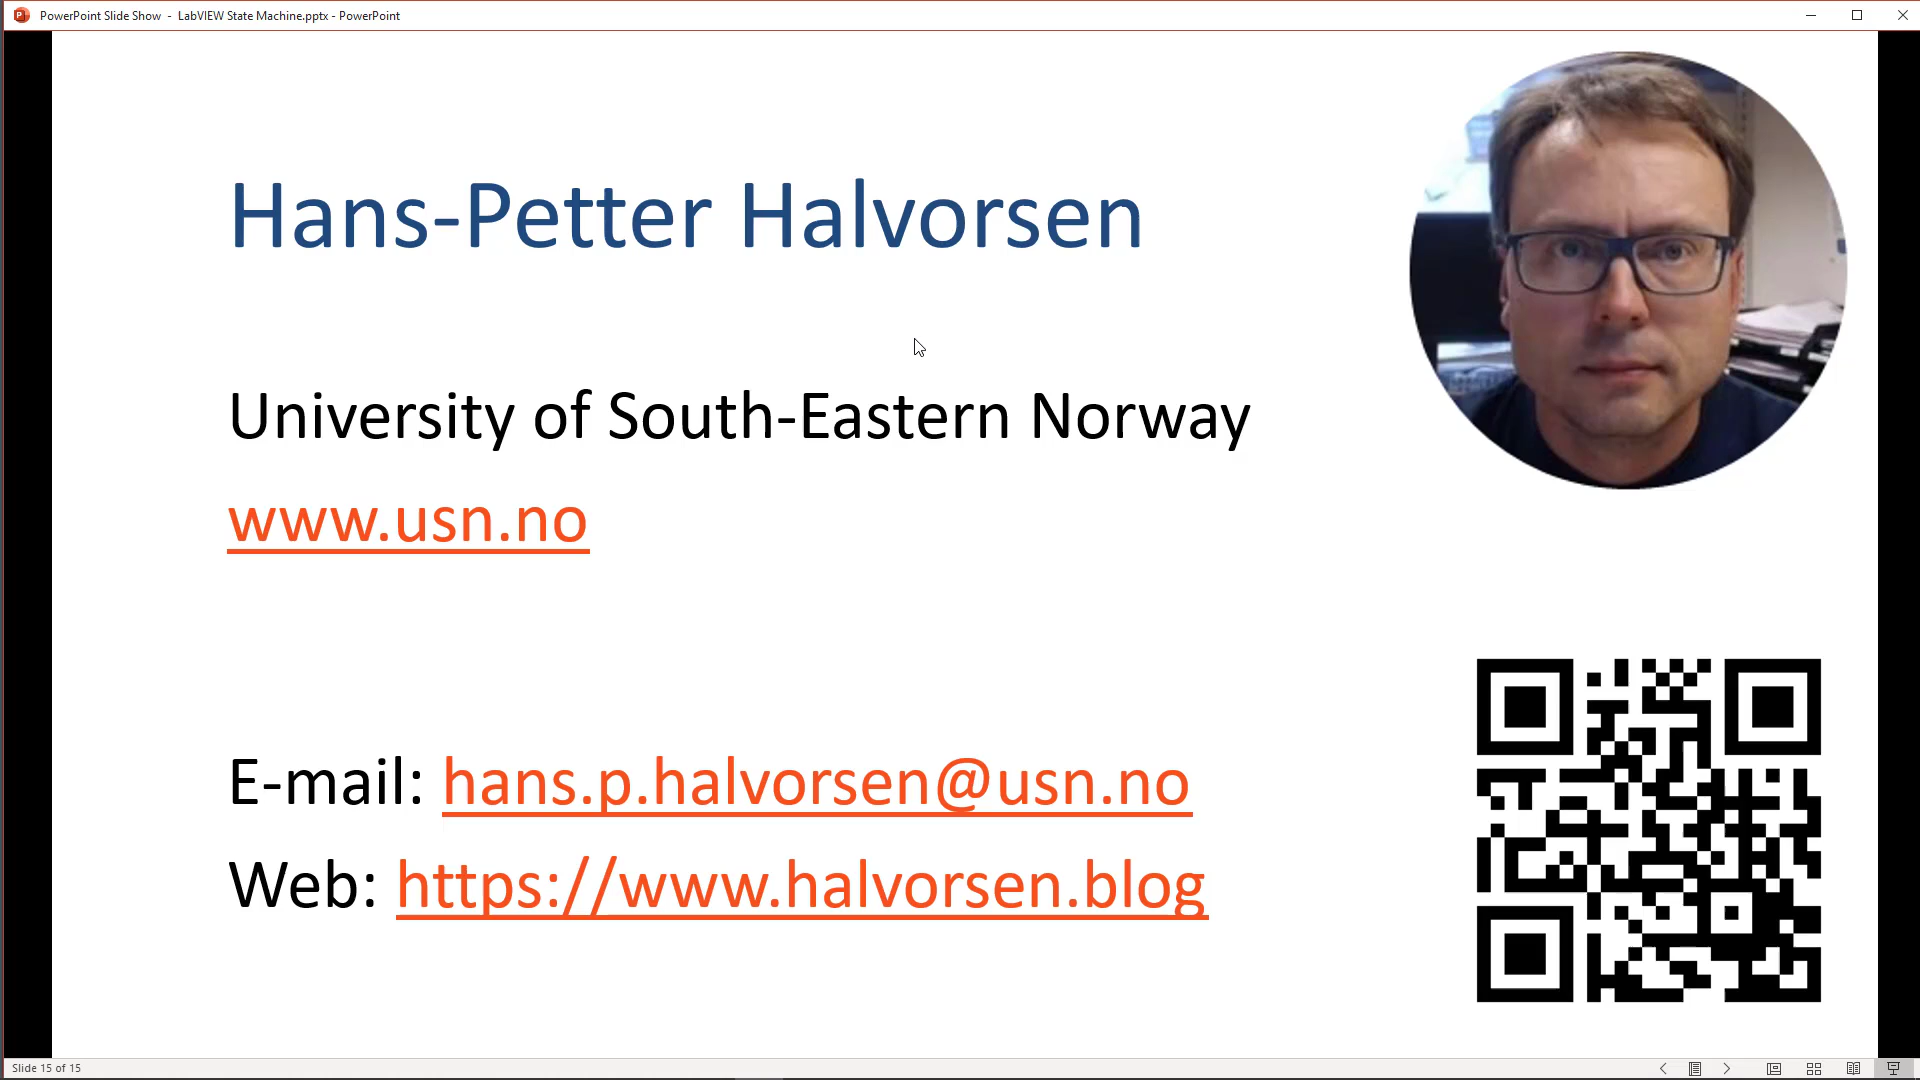 PowerPoint Slide Show - LabVIEW State Machine.pptx - PowerPoint
Hans-Petter Halvorsen
University of South-Eastern Norway
www.usn.no
E-mail: hans.p.halvorsen@usn.no
Web: https://www.halvorsen.blog
Slide 15 of 15